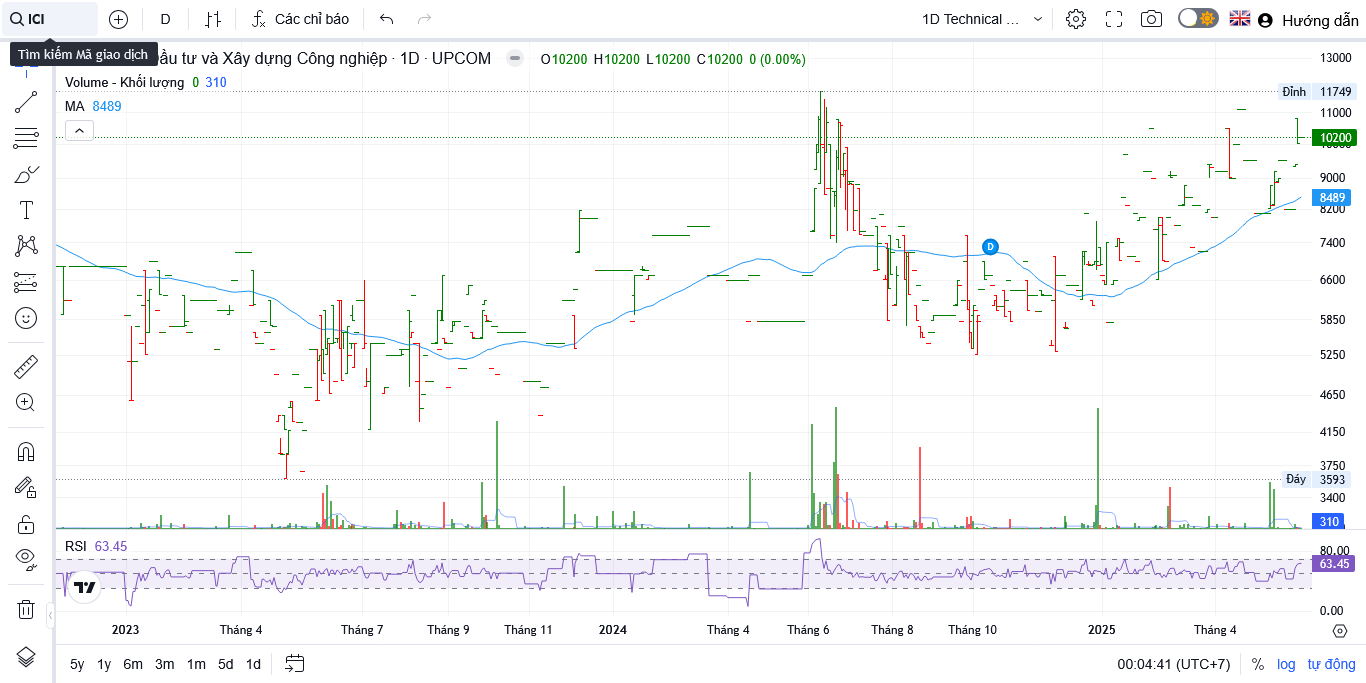 ICI
D
Các chỉ báo
1D Technical ...
Hướng dẫn
Tìm kiếm Mã giao dịch
ầu tư và Xây dựng Công nghiệp · 1D · UPCOM
O10200 H10200 L10200 C10200 0 (0.00%)
Volume - Khối lượng 0 310
MA 8489
13000
Đỉnh 11749
11000
10200
10000
9000
8489
8200
7400
D
6600
5850
5250
4650
4150
3750
Đáy 3593
3400
310
RSI 63.45
80.00
63.45
0.00
2023 Tháng 4 Tháng 7 Tháng 9 Tháng 11 2024 Tháng 4 Tháng 6 Tháng 8 Tháng 10 2025 Tháng 4
5y 1y 6m 3m 1m 5d 1d
00:04:41 (UTC+7) % log tự động